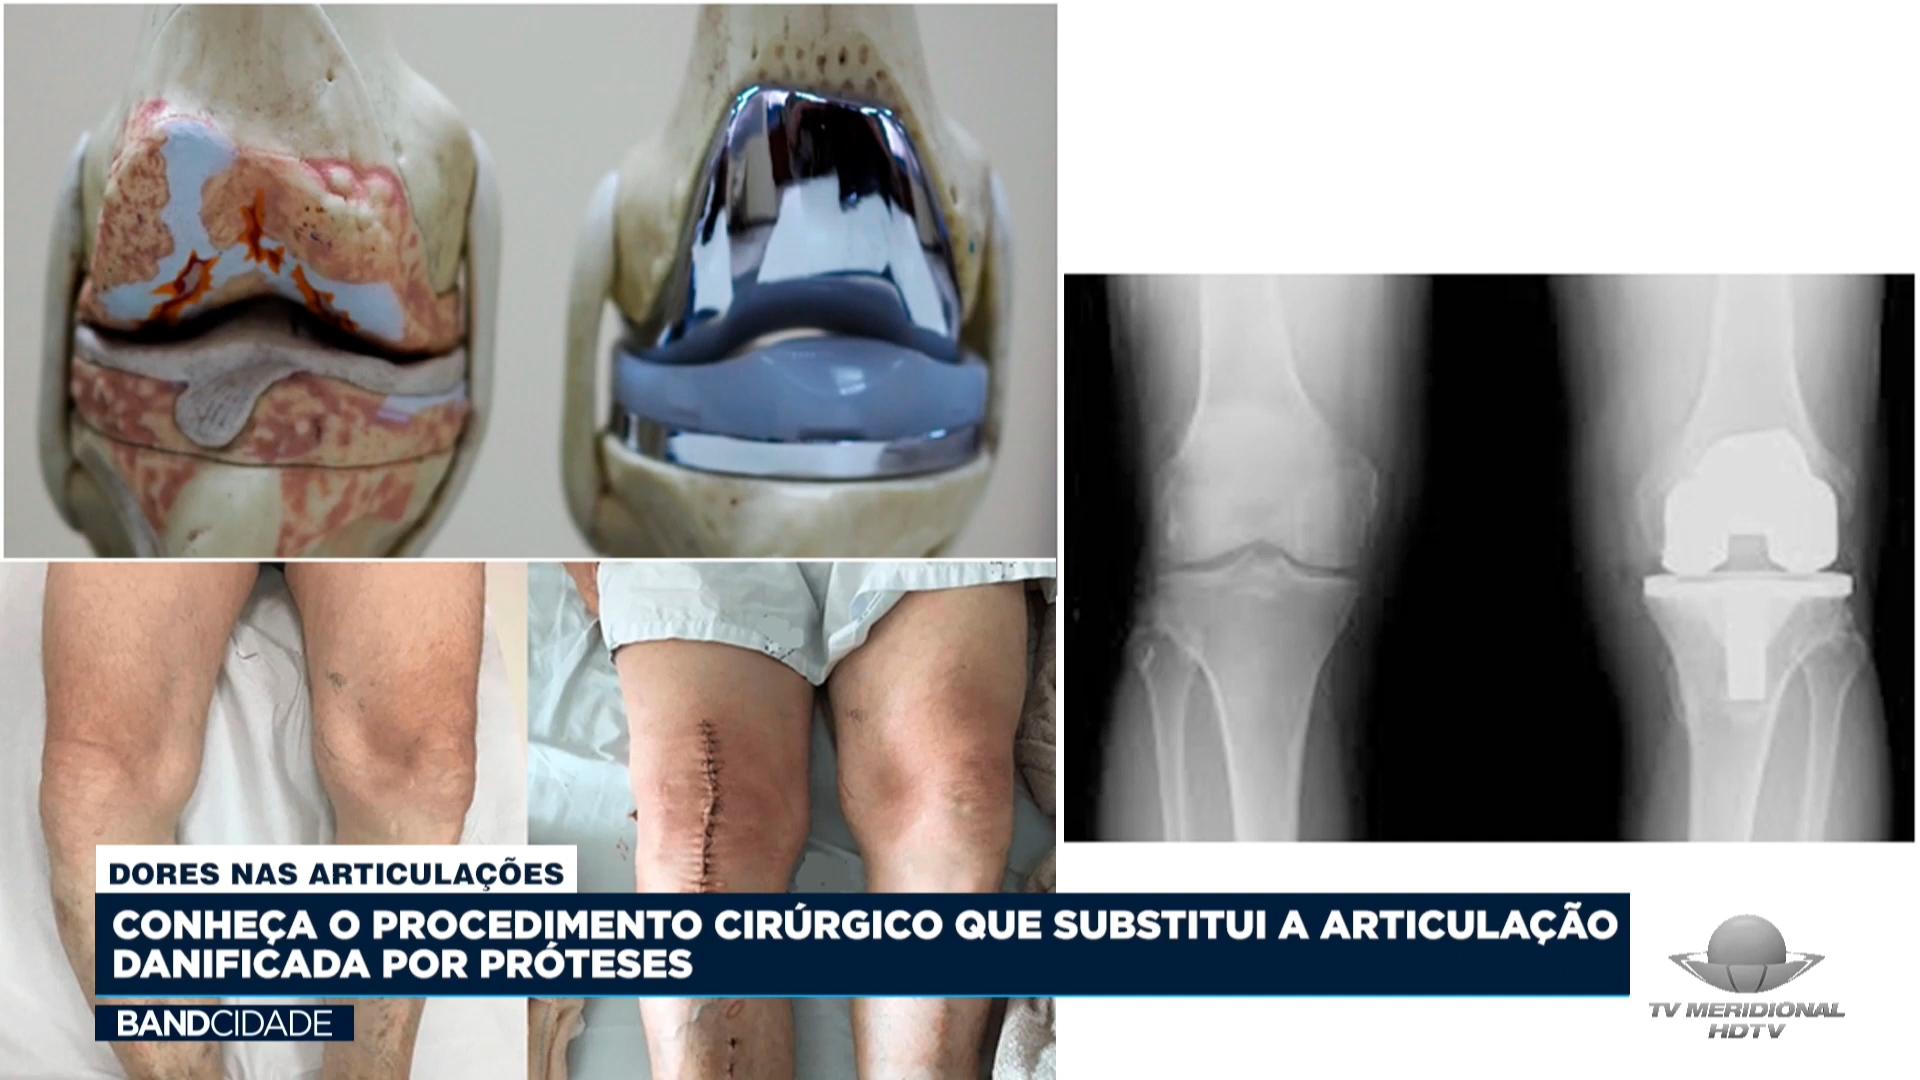 DORES NAS ARTICULAÇÕES
CONHEÇA O PROCEDIMENTO CIRÚRGICO QUE SUBSTITUI A ARTICULAÇÃO
DANIFICADA POR PRÓTESES
BANDCIDADE
TV MERIDIONAL
HDTV